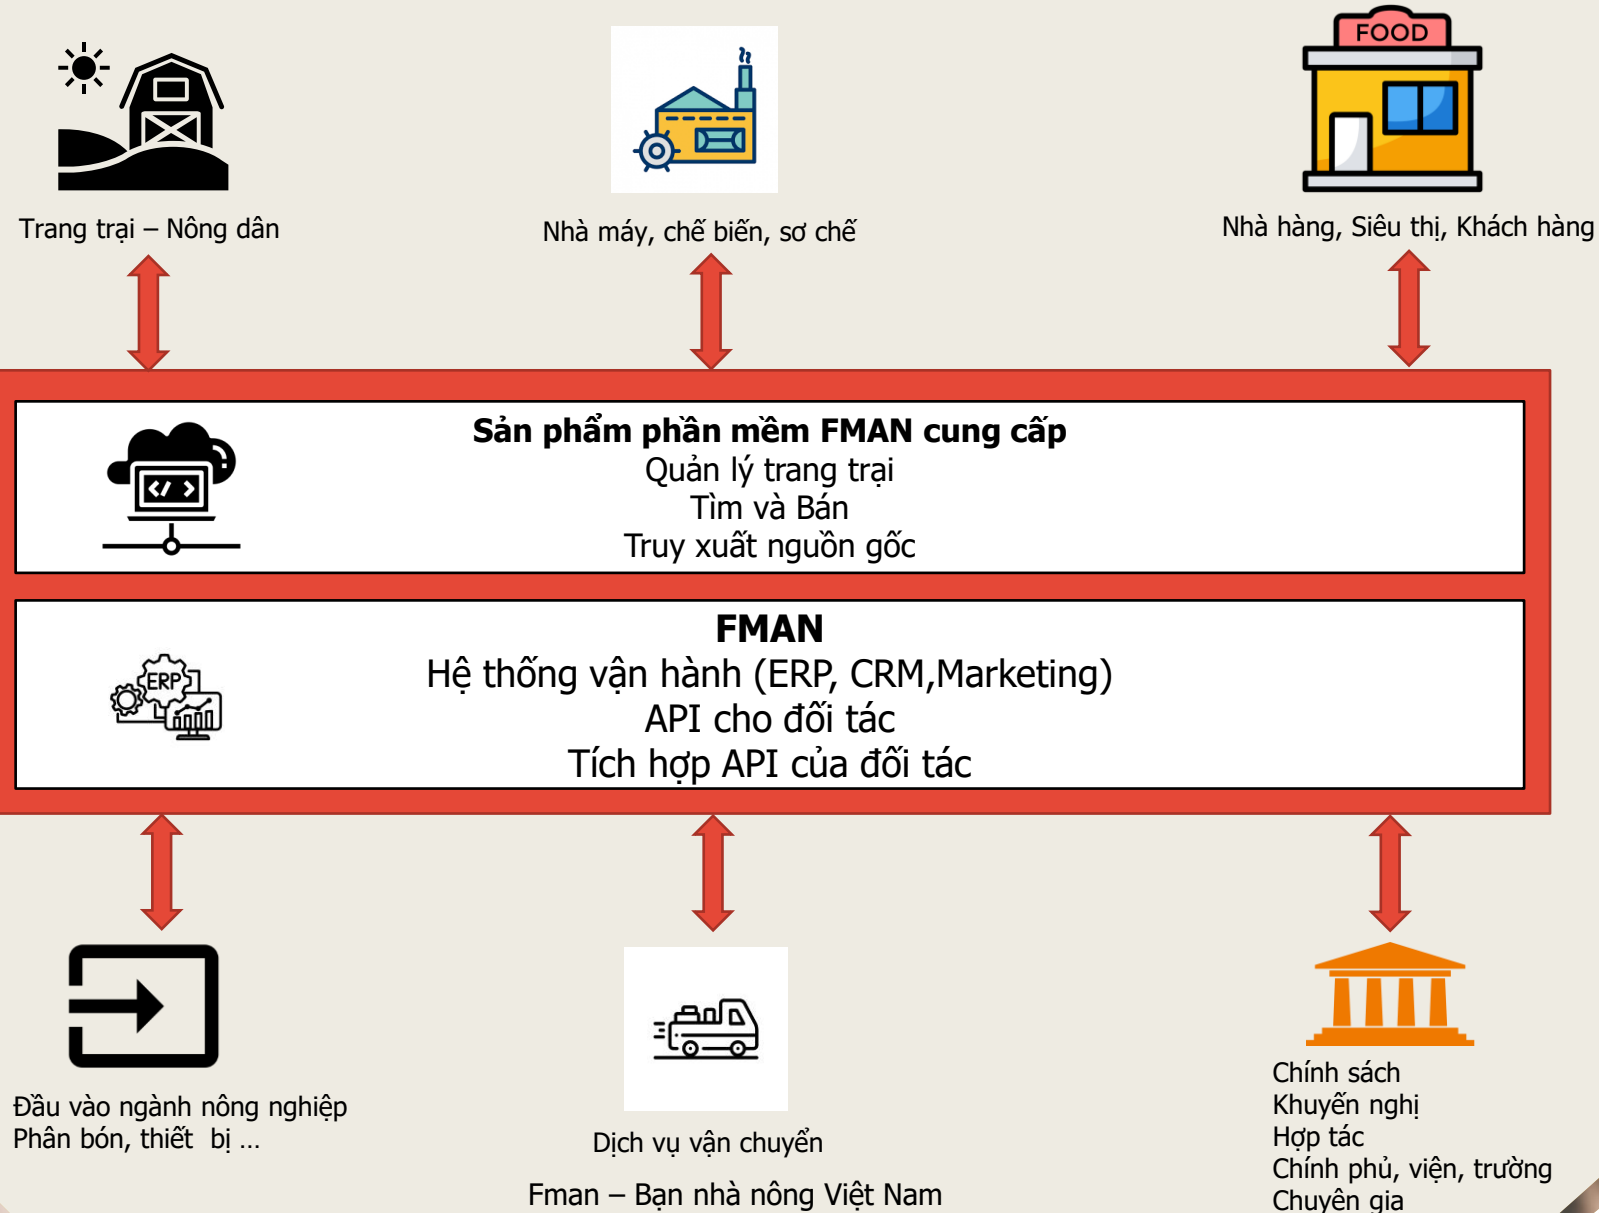 FOOD
Trang trại – Nông dân
Nhà máy, chế biến, sơ chế
Nhà hàng, Siêu thị, Khách hàng
Sản phẩm phần mềm FMAN cung cấp
Quản lý trang trại
Tìm và Bán
Truy xuất nguồn gốc
FMAN
ERP
Hệ thống vận hành (ERP, CRM,Marketing)
API cho đối tác
Tích hợp API của đối tác
Đầu vào ngành nông nghiệp
Phân bón, thiết  bị ...
Dịch vụ vận chuyển
Chính sách
Khuyến nghị
Hợp tác
Chính phủ, viện, trường
Chuyên gia
Fman – Bạn nhà nông Việt Nam